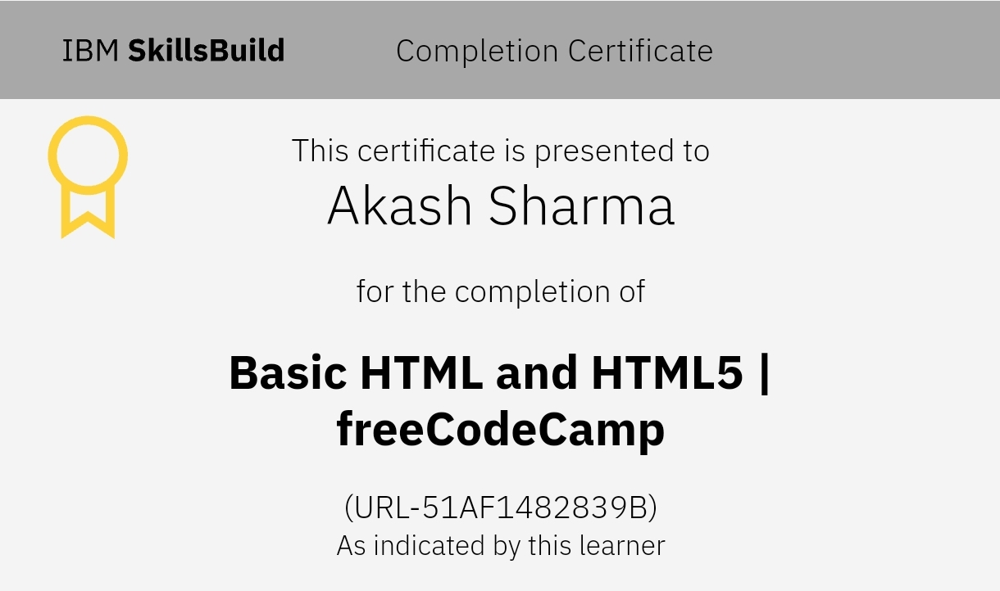 IBM SkillsBuild Completion Certificate
This certificate is presented to
Akash Sharma
for the completion of
Basic HTML and HTML5 |
freeCodeCamp
(URL-51AF1482839B)
As indicated by this learner